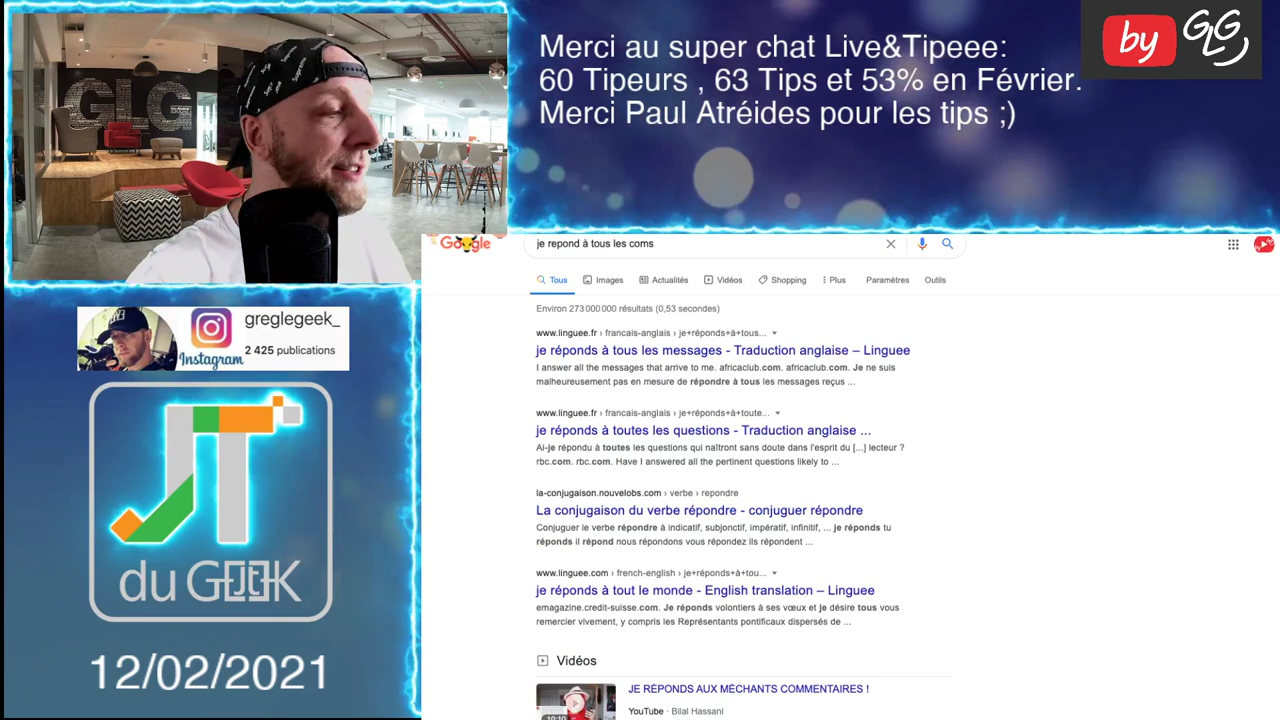 GLG
Merci au super chat Live&Tipeee:
60 Tipeurs , 63 Tips et 53% en Février.
Merci Paul Atréides pour les tips ;)
by GLG
greglegeek_
Instagram
2 425 publications
JT
du GEEK
12/02/2021
Google
je repond à tous les coms
Tous Images Actualités Vidéos Shopping Plus Paramètres Outils
Environ 273 000 000 résultats (0,53 secondes)
www.linguee.fr › francais-anglais › je+réponds+à+tous...
je réponds à tous les messages - Traduction anglaise – Linguee
I answer all the messages that arrive to me. africaclub.com. africaclub.com. Je ne suis
malheureusement pas en mesure de répondre à tous les messages reçus ...
www.linguee.fr › francais-anglais › je+réponds+à+toute...
je réponds à toutes les questions - Traduction anglaise ...
Ai-je répondu à toutes les questions qui naîtront sans doute dans l'esprit du [...] lecteur ?
rbc.com. rbc.com. Have I answered all the pertinent questions likely to ...
la-conjugaison.nouvelobs.com › verbe › repondre
La conjugaison du verbe répondre - conjuguer répondre
Conjuguer le verbe répondre à indicatif, subjonctif, impératif, infinitif, ... je réponds tu
réponds il répond nous répondons vous répondez ils répondent ...
www.linguee.com › french-english › je+réponds+à+tou...
je réponds à tout le monde - English translation – Linguee
emagazine.credit-suisse.com. Je réponds volontiers à ses vœux et je désire tous vous
remercier vivement, y compris les Représentants pontificaux dispersés de ...
Vidéos
JE RÉPONDS AUX MÉCHANTS COMMENTAIRES !
YouTube · Bilal Hassani
10:10